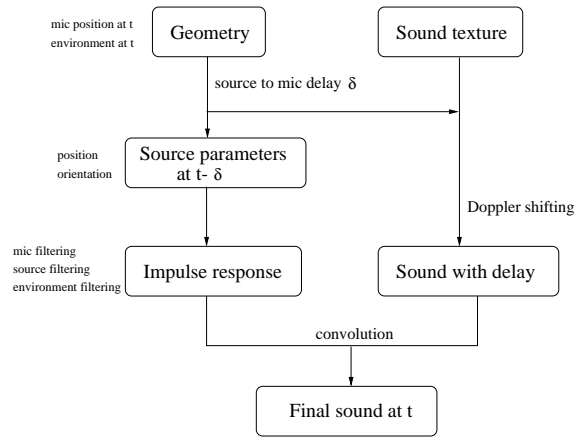 mic position at t
environment at t
Geometry
Sound texture
source to mic delay δ
position
orientation
Source parameters
at t- δ
Doppler shifting
mic filtering
source filtering
environment filtering
Impulse response
Sound with delay
convolution
Final sound at t